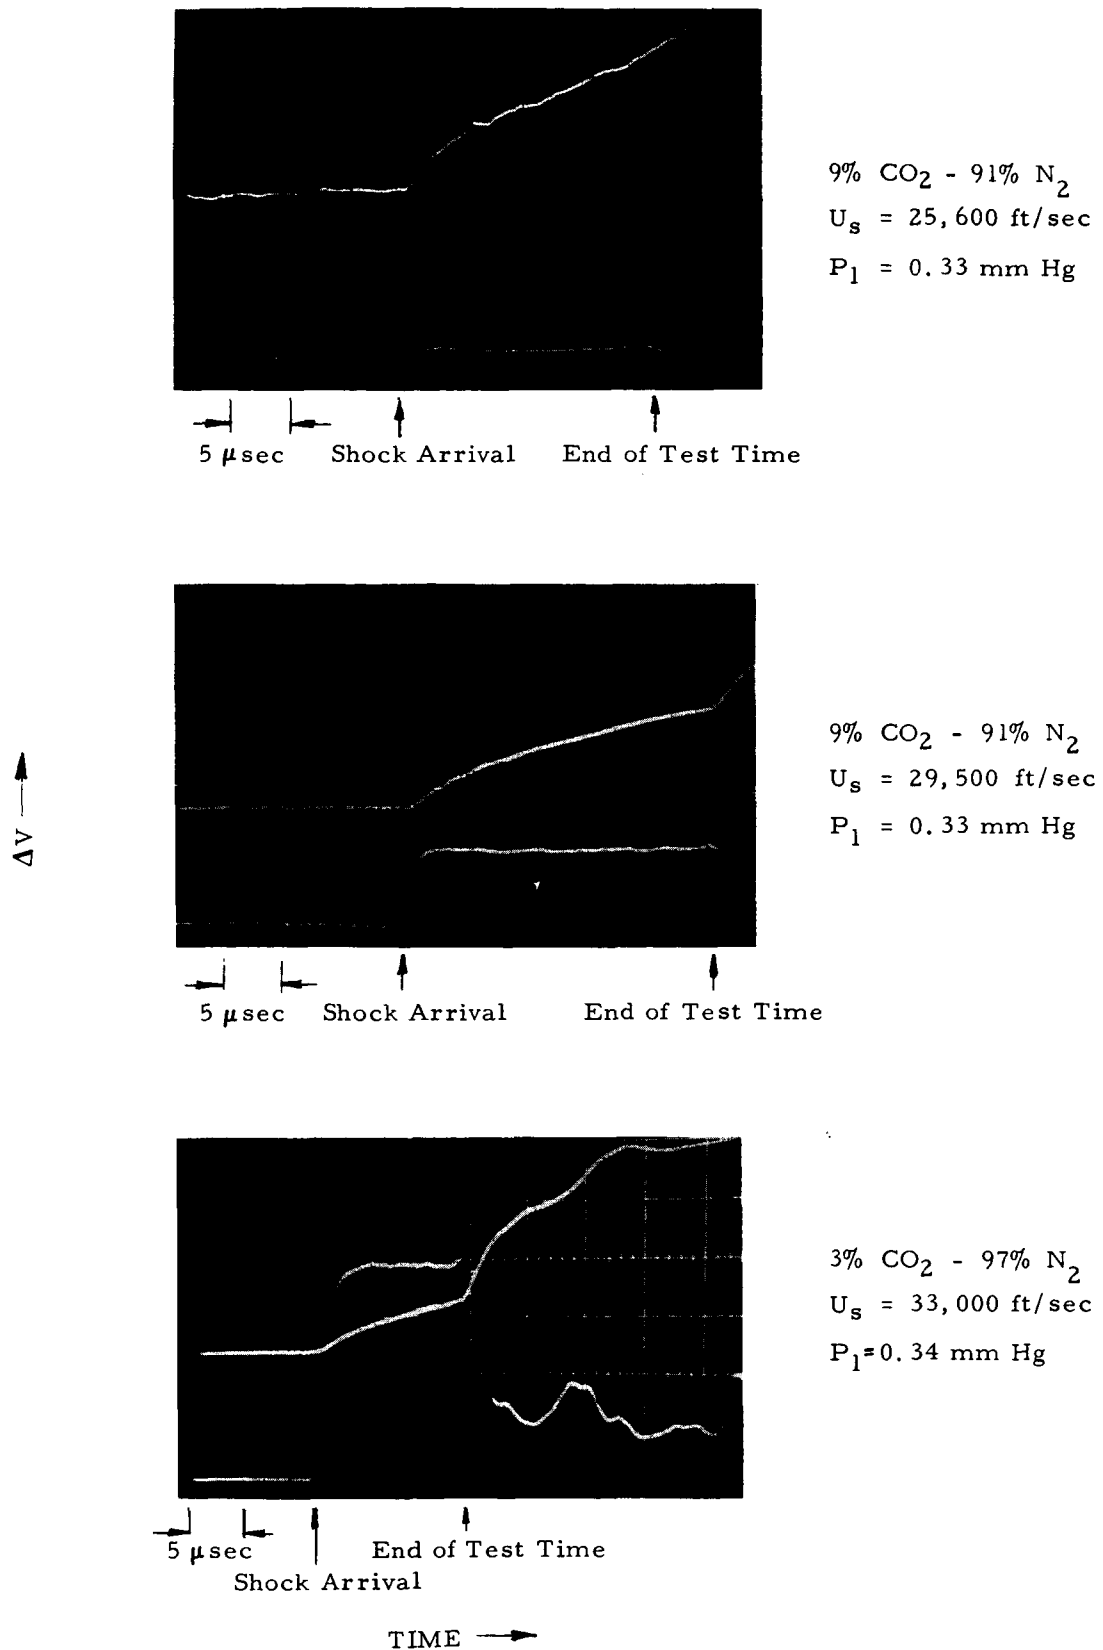 9% CO2 - 91% N2
Us = 25,600 ft/sec
P1 = 0.33 mm Hg
5 μsec Shock Arrival End of Test Time
ΔV
9% CO2 - 91% N2
Us = 29,500 ft/sec
P1 = 0.33 mm Hg
5 μsec Shock Arrival End of Test Time
3% CO2 - 97% N2
Us = 33,000 ft/sec
P1=0.34 mm Hg
5 μsec End of Test Time
Shock Arrival
TIME